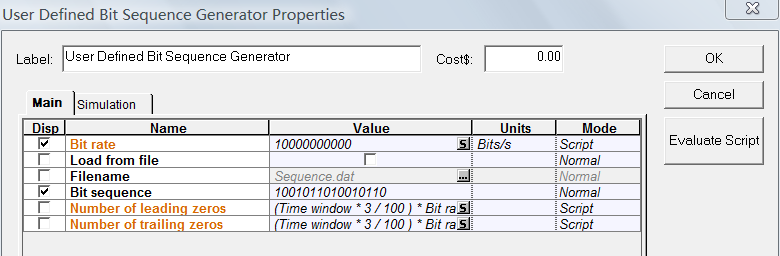 User Defined Bit Sequence Generator Properties
Label: User Defined Bit Sequence Generator Cost$: 0.00 OK
Cancel
Main Simulation
Evaluate Script
Disp Name Value Units Mode
Bit rate 10000000000 S Bits/s Script
Load from file Normal
Filename Sequence.dat ... Normal
Bit sequence 1001011010010110 Normal
Number of leading zeros (Time window * 3 / 100 ) * Bit ra S Script
Number of trailing zeros (Time window * 3 / 100 ) * Bit ra S Script